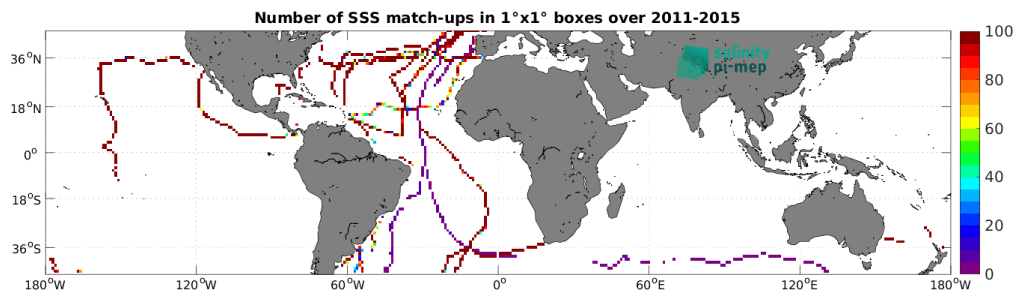 Number of SSS match-ups in 1°x1° boxes over 2011-2015
salinity
pi-mep
100
80
60
40
20
0
36°N
18°N
0°
18°S
36°S
180°W
120°W
60°W
0°
60°E
120°E
180°W